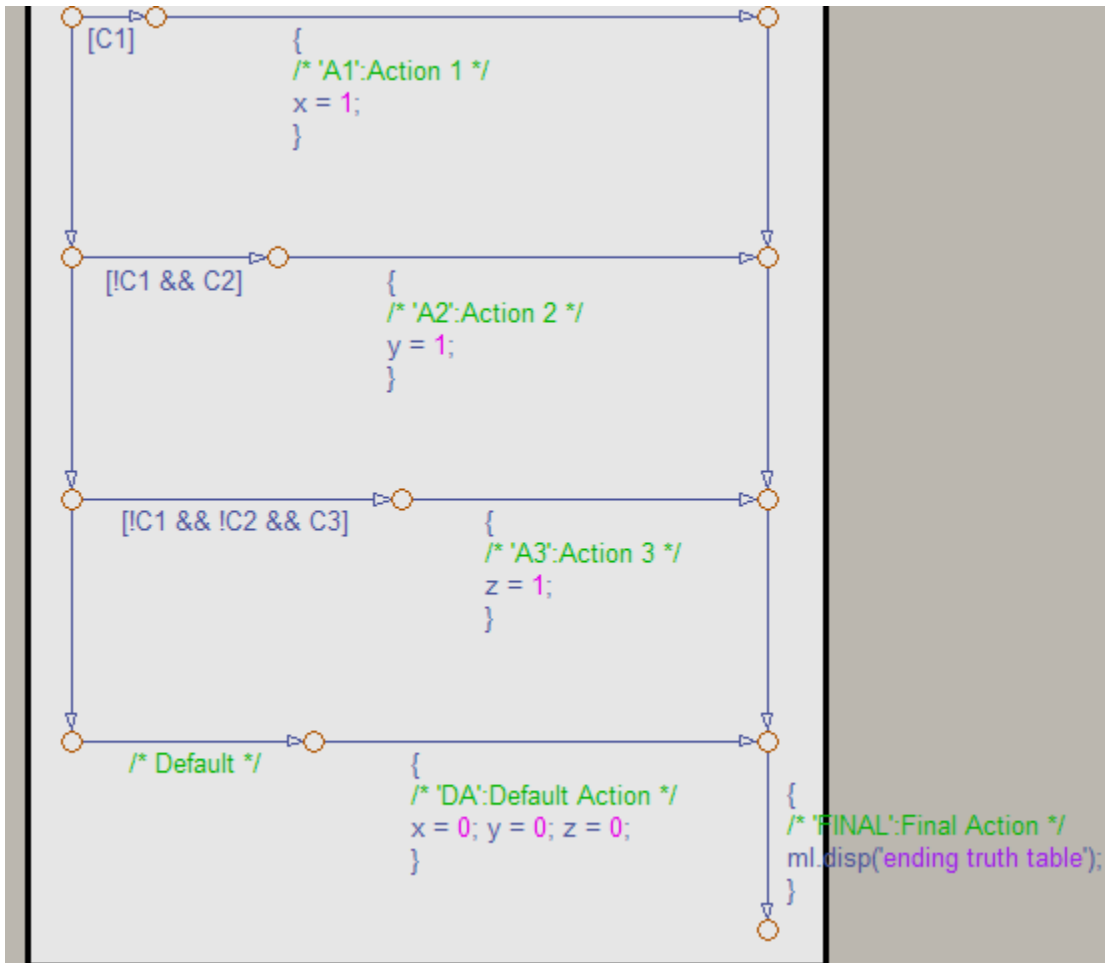 [C1]
{
/* 'A1':Action 1 */
x = 1;
}
[!C1 && C2]
{
/* 'A2':Action 2 */
y = 1;
}
[!C1 && !C2 && C3]
{
/* 'A3':Action 3 */
z = 1;
}
/* Default */
{
/* 'DA':Default Action */
x = 0; y = 0; z = 0;
}
{
/* 'FINAL':Final Action */
ml.disp('ending truth table');
}